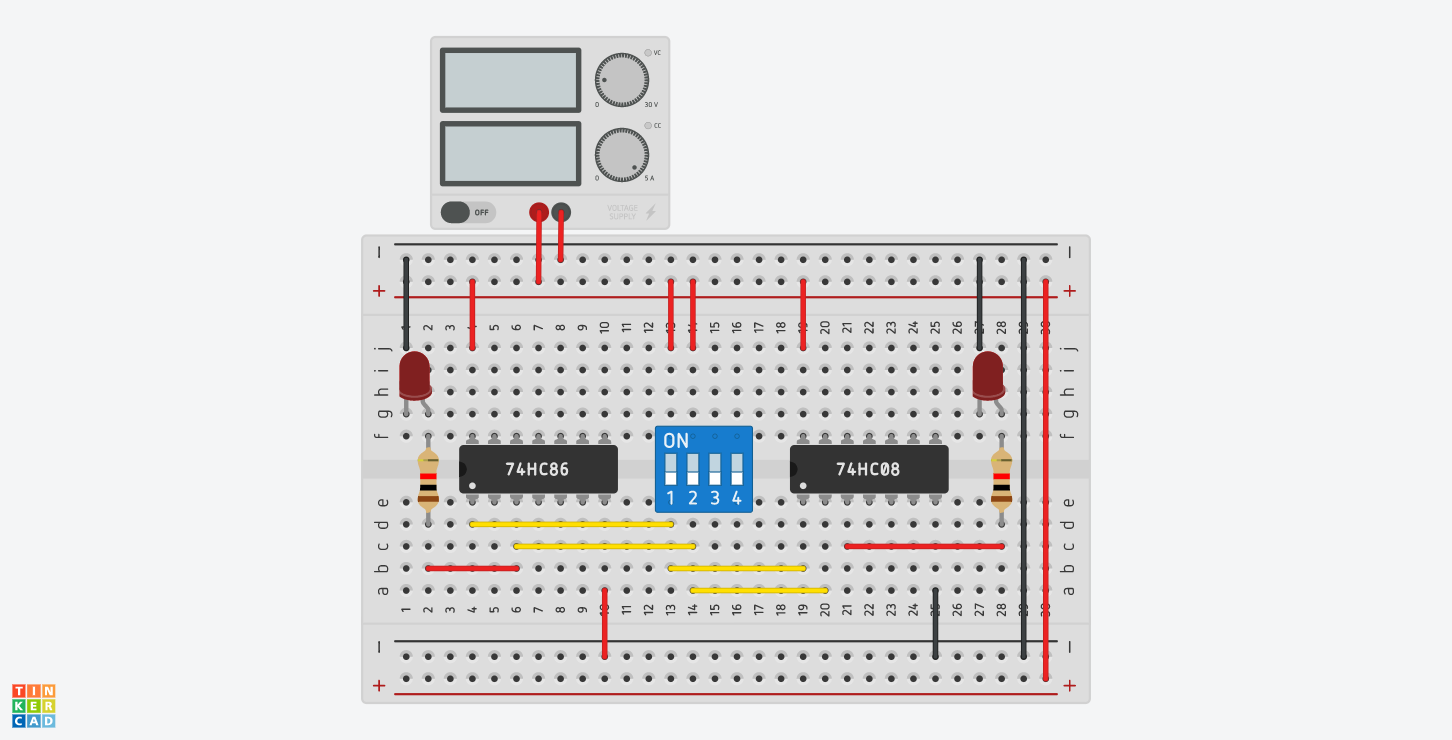 VC
0 30 V
CC
0 5 A
OFF
VOLTAGE
SUPPLY
− −
+ +
1 2 3 4 5 6 7 8 9 10 11 12 13 14 15 16 17 18 19 20 21 22 23 24 25 26 27 28 29 30
j j
i i
h h
g g
f f
ON
74HC86 74HC08
1 2 3 4
e e
d d
c c
b b
a a
1 2 3 4 5 6 7 8 9 10 11 12 13 14 15 16 17 18 19 20 21 22 23 24 25 26 27 28 29 30
− −
+ +
TIN
KER
CAD